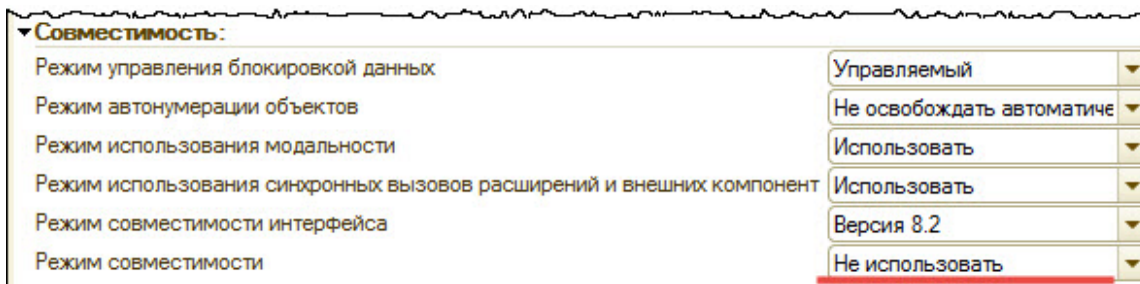 Совместимость:
Режим управления блокировкой данных Управляемый
Режим автонумерации объектов Не освобождать автоматиче
Режим использования модальности Использовать
Режим использования синхронных вызовов расширений и внешних компонент Использовать
Режим совместимости интерфейса Версия 8.2
Режим совместимости Не использовать